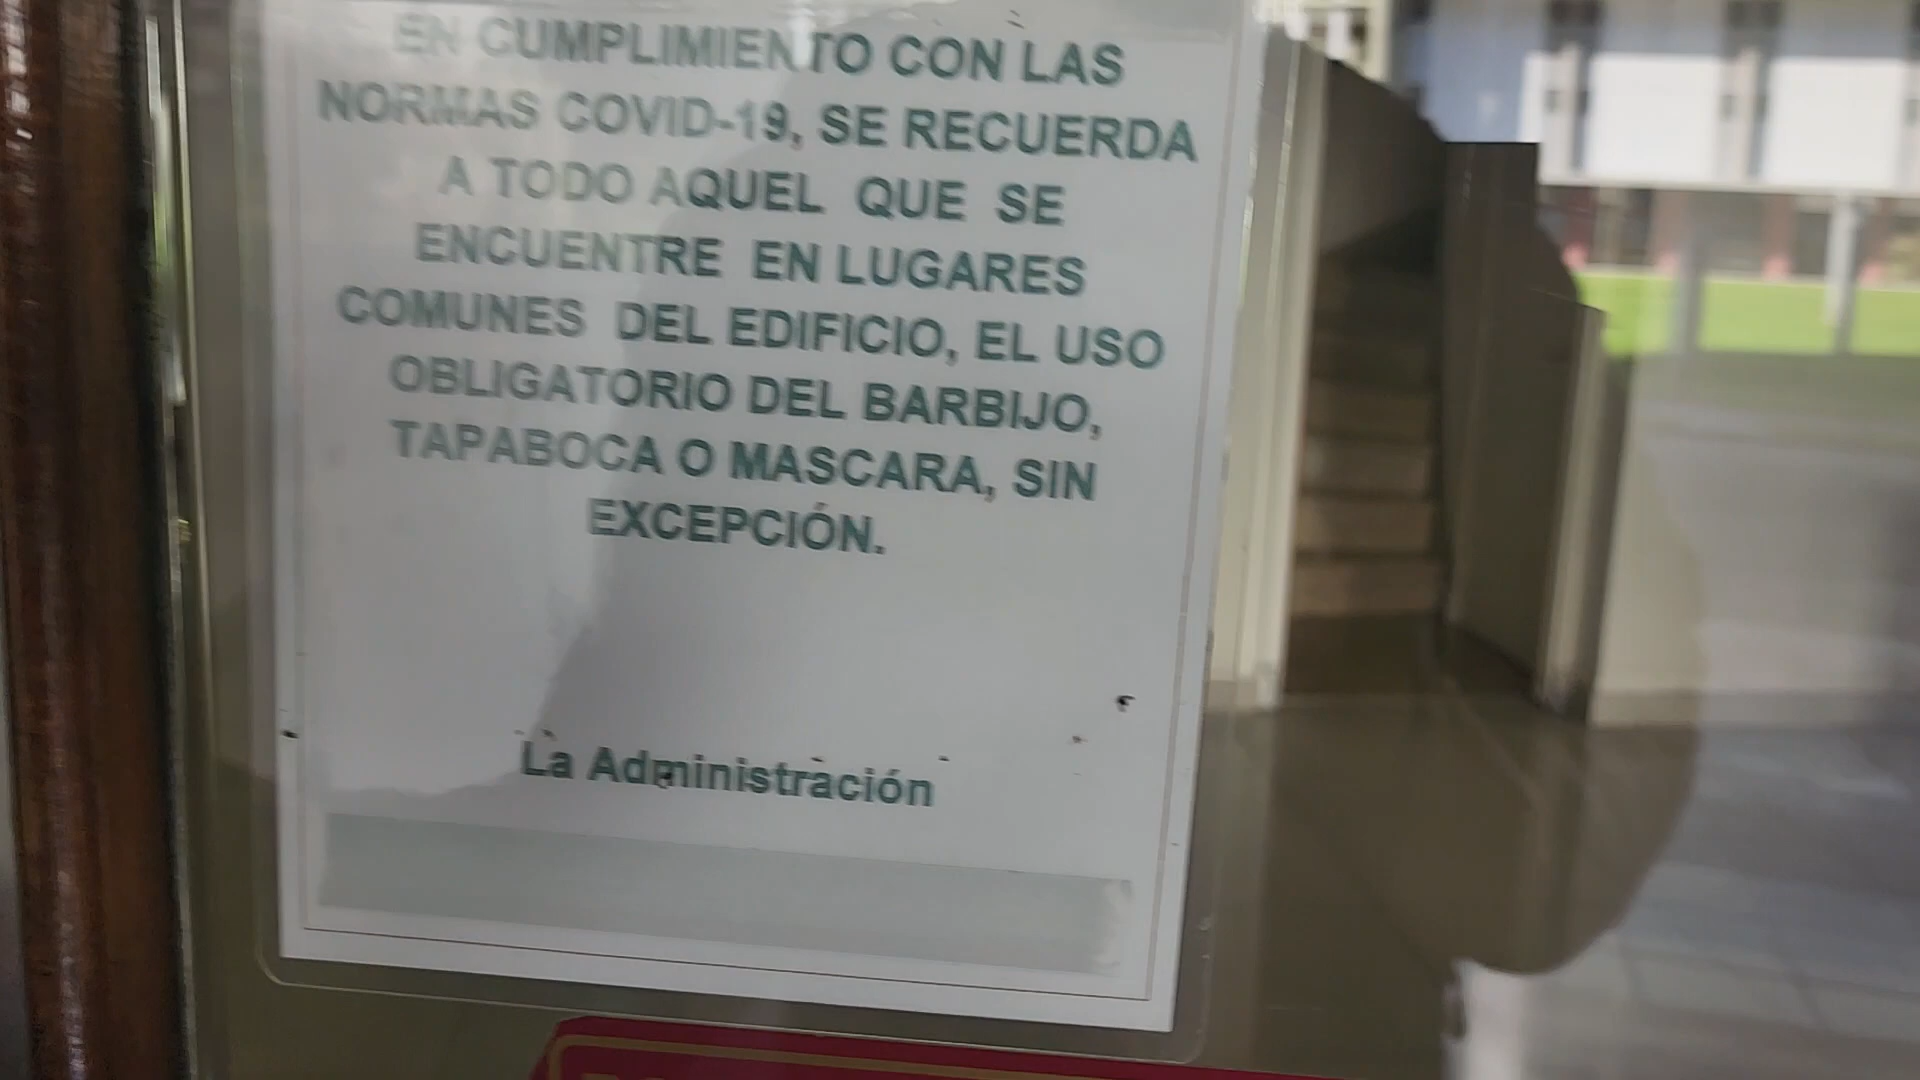 EN CUMPLIMIENTO CON LAS
NORMAS COVID-19, SE RECUERDA
A TODO AQUEL QUE SE
ENCUENTRE EN LUGARES
COMUNES DEL EDIFICIO, EL USO
OBLIGATORIO DEL BARBIJO,
TAPABOCA O MASCARA, SIN
EXCEPCIÓN.
La Administración